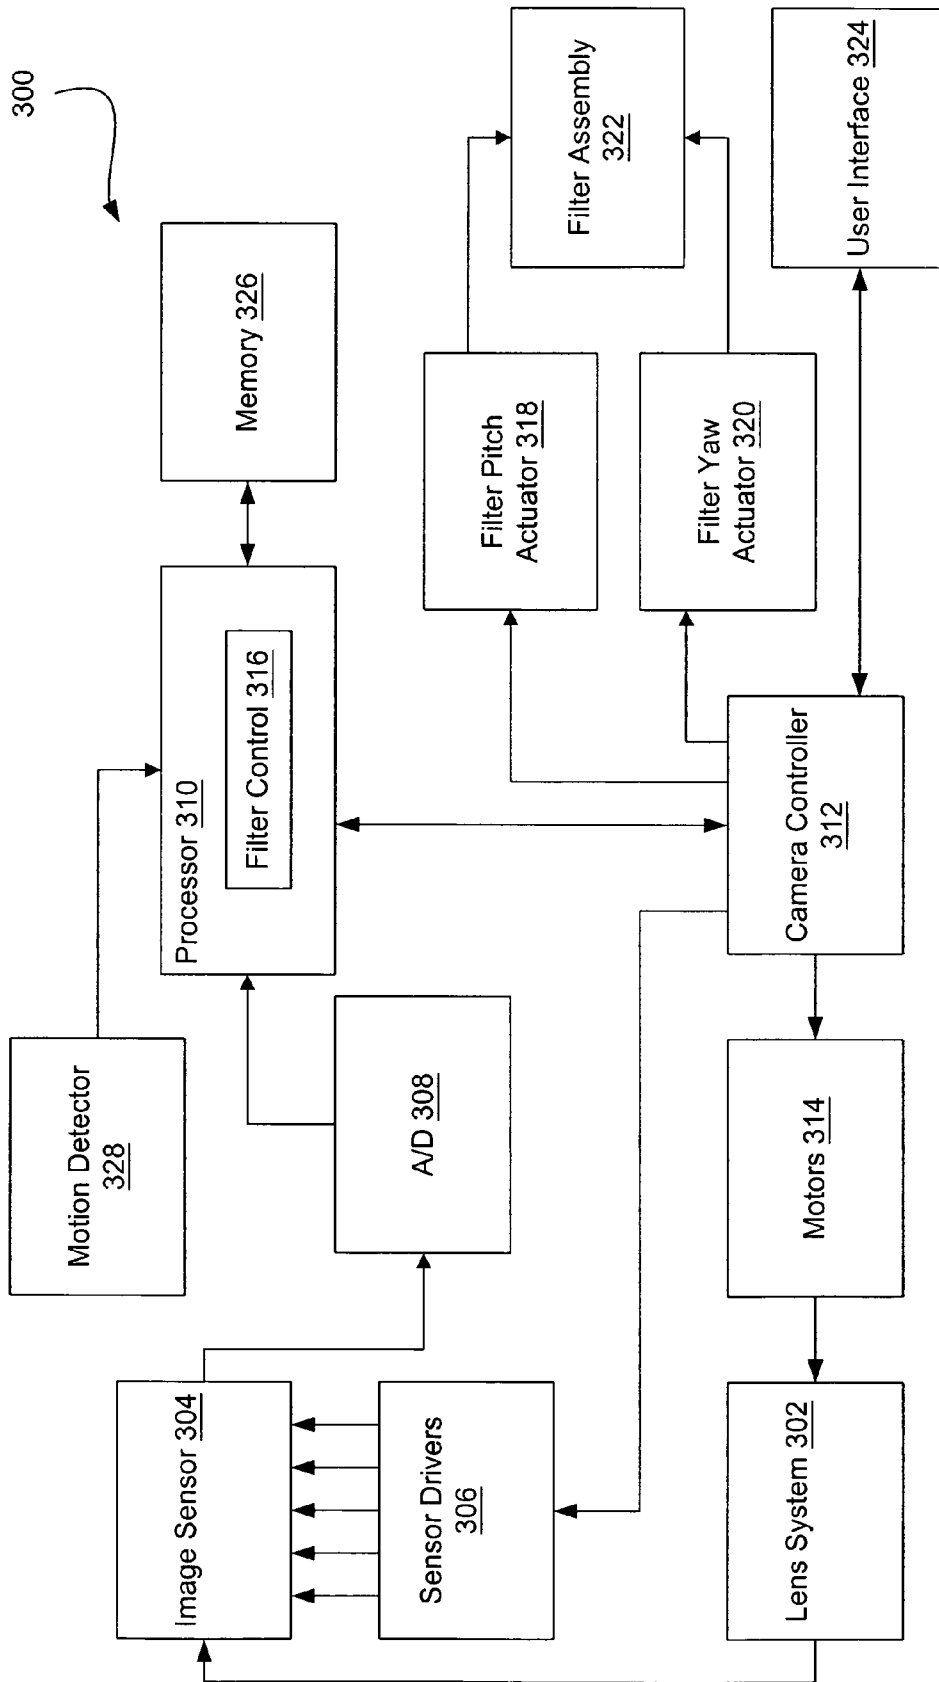 300
Motion Detector
328
Processor 310
Filter Control 316
Memory 326
Image Sensor 304
A/D 308
Sensor Drivers
306
Filter Pitch
Actuator 318
Filter Assembly
322
Filter Yaw
Actuator 320
Lens System 302
Motors 314
Camera Controller
312
User Interface 324